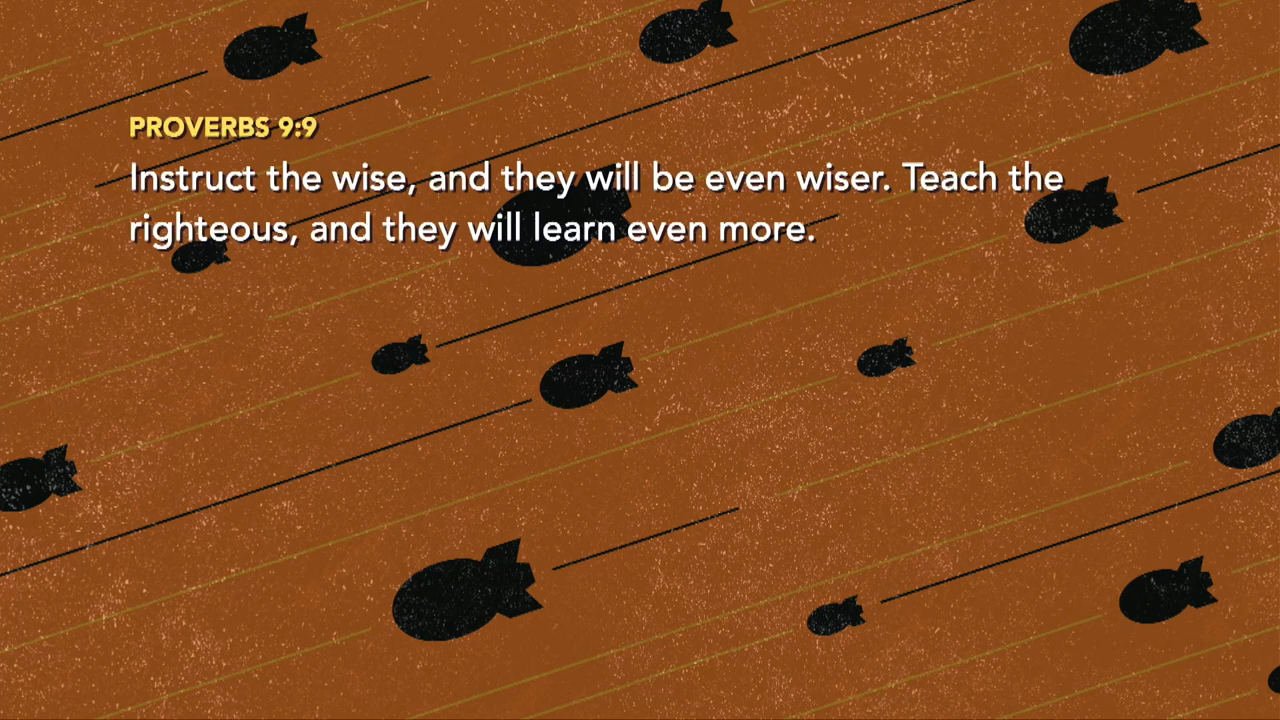 PROVERBS 9:9
Instruct the wise, and they will be even wiser. Teach the
righteous, and they will learn even more.